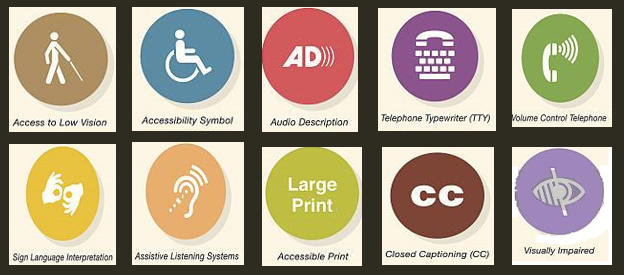 AD
Access to Low Vision
Accessibility Symbol
Audio Description
Telephone Typewriter (TTY)
Volume Control Telephone
Large
Print
CC
Sign Language Interpretation
Assistive Listening Systems
Accessible Print
Closed Captioning (CC)
Visually Impaired